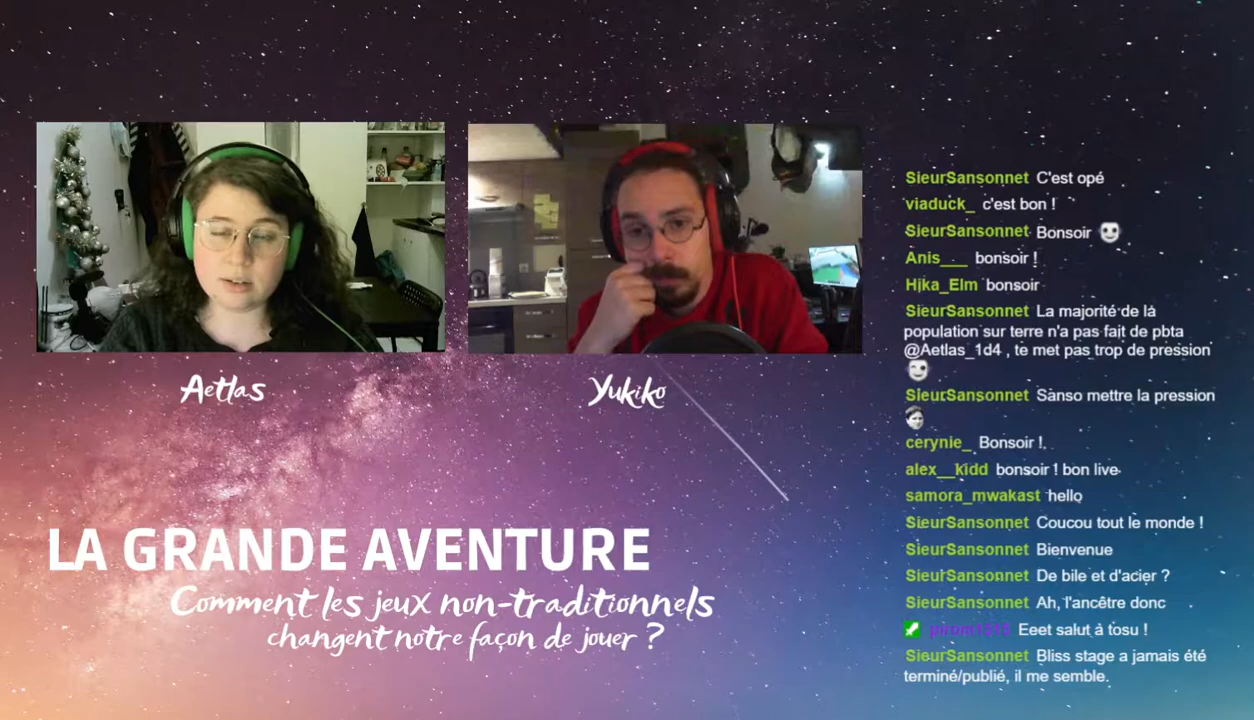 Aetlas
Yukiko
LA GRANDE AVENTURE
Comment les jeux non-traditionnels
changent notre façon de jouer ?
SieurSansonnet C'est opé
viaduck_ c'est bon !
SieurSansonnet Bonsoir
Anis___ bonsoir !
Hika_Elm bonsoir
SieurSansonnet La majorité de la
population sur terre n'a pas fait de pbta
@Aetlas_1d4 , te met pas trop de pression
SieurSansonnet Sanso mettre la pression
cerynie_ Bonsoir !
alex__kidd bonsoir ! bon live
samora_mwakast hello
SieurSansonnet Coucou tout le monde !
SieurSansonnet Bienvenue
SieurSansonnet De bile et d'acier ?
SieurSansonnet Ah, l'ancêtre donc
Eeet salut à tosu !
SieurSansonnet Bliss stage a jamais été
terminé/publié, il me semble.